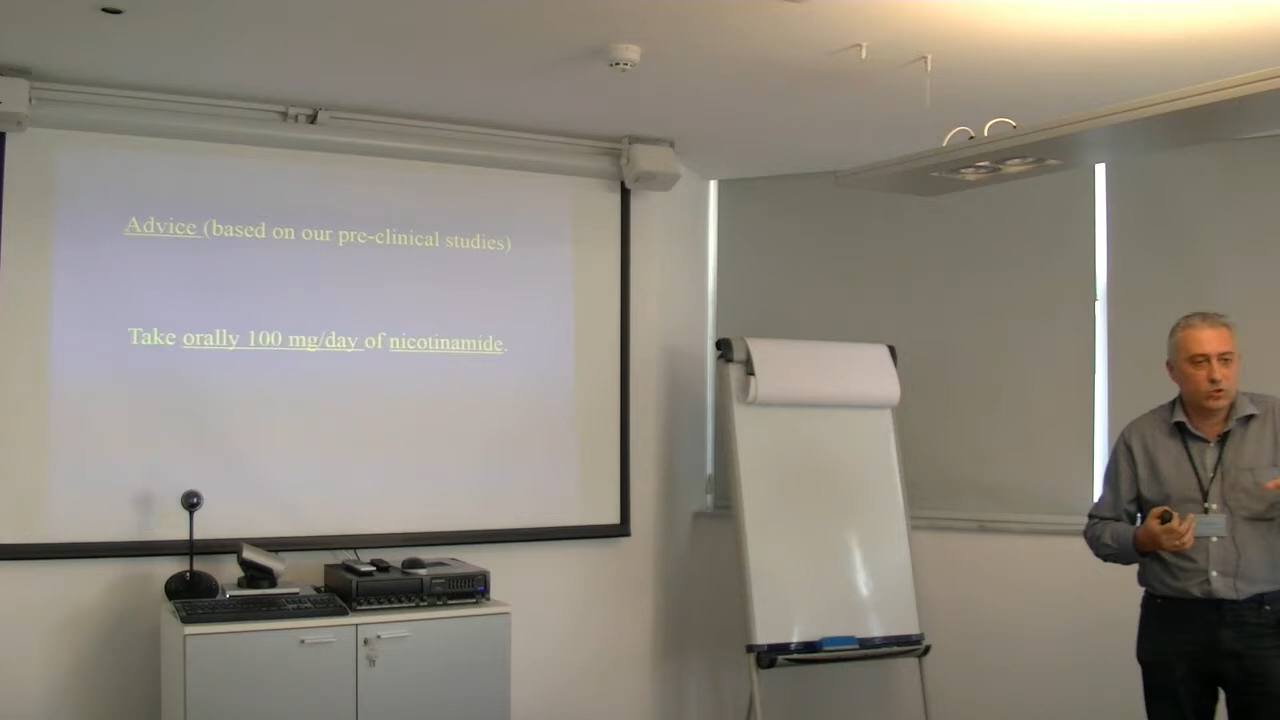 Advice (based on our pre-clinical studies)
Take orally 100 mg/day of nicotinamide.